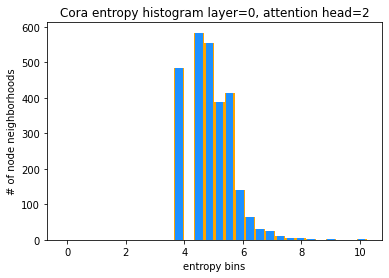 Cora entropy histogram layer=0, attention head=2
600
500
400
300
200
100
0
# of node neighborhoods
0 2 4 6 8 10
entropy bins